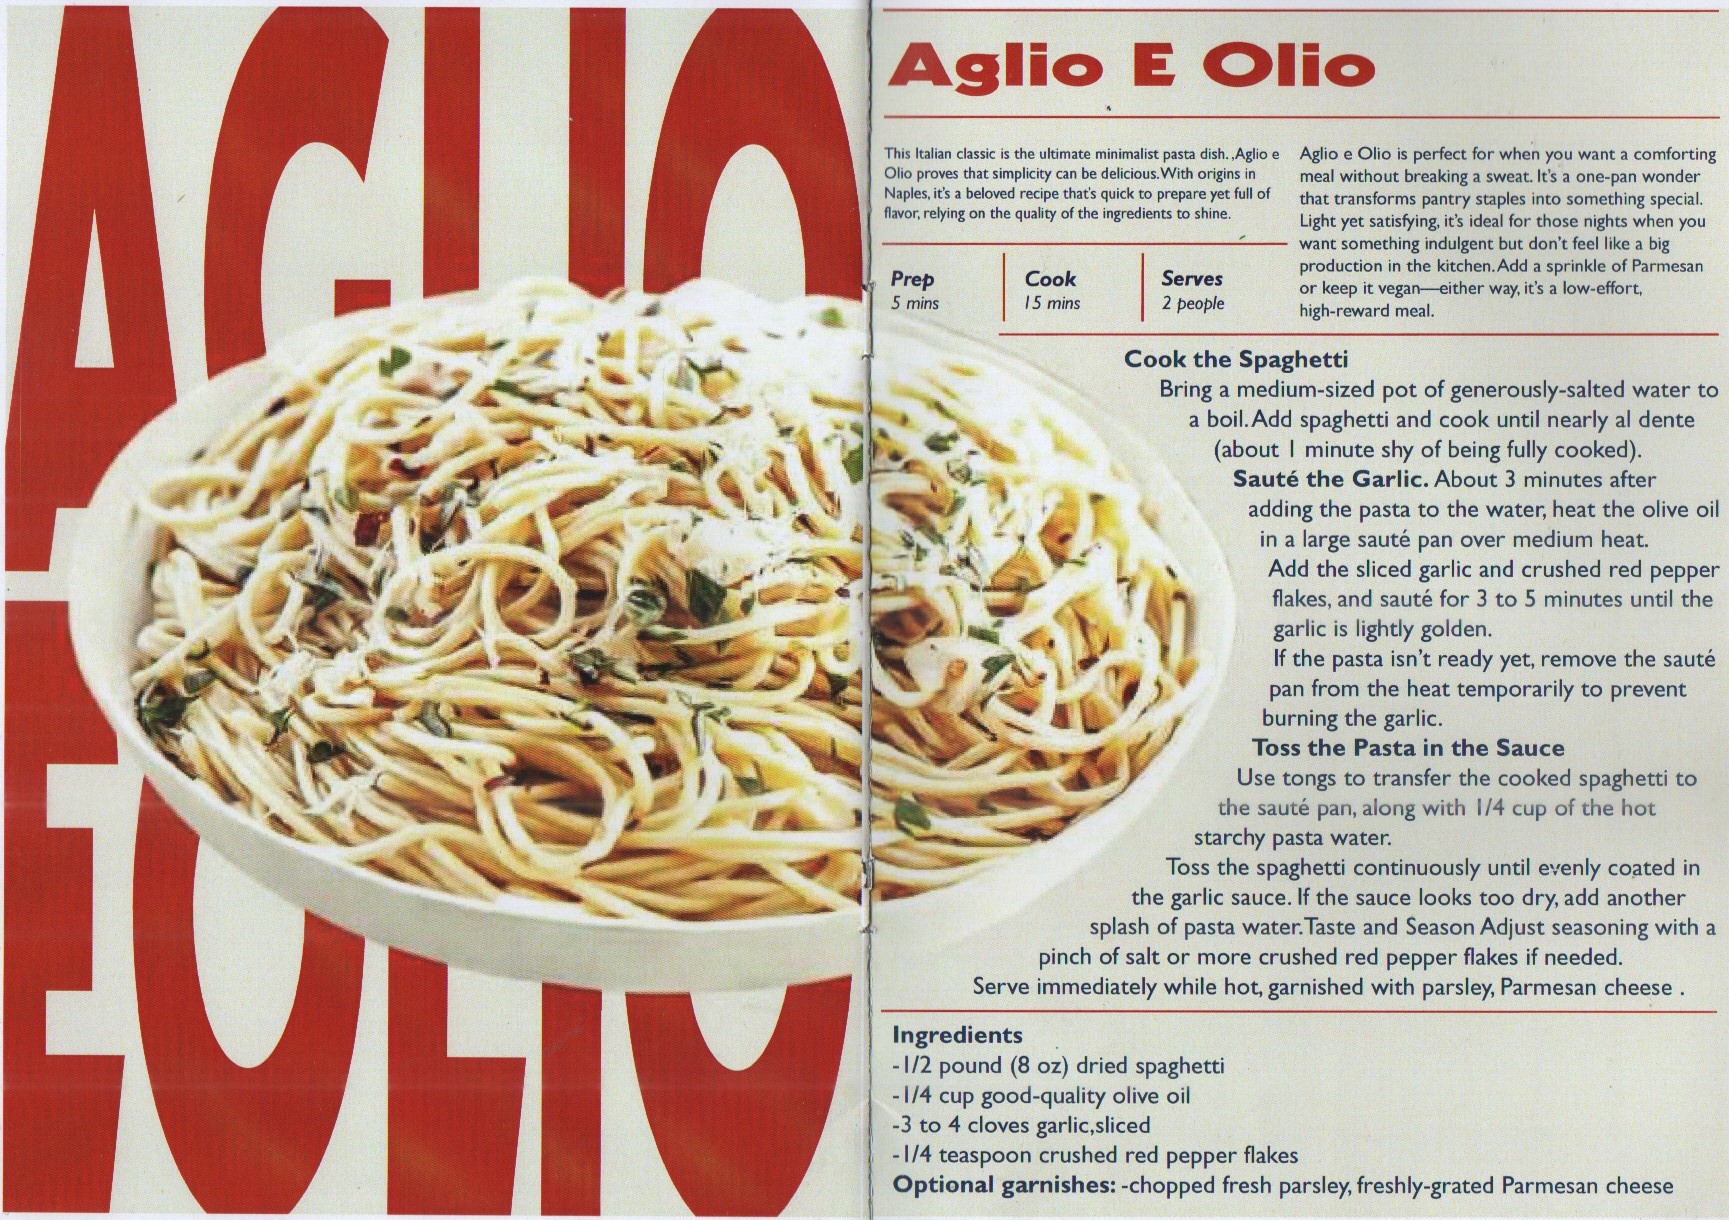 AGLIO
E OLIO
Aglio E Olio
This Italian classic is the ultimate minimalist pasta dish. ,Aglio e
Olio proves that simplicity can be delicious.With origins in
Naples, it's a beloved recipe that's quick to prepare yet full of
flavor, relying on the quality of the ingredients to shine.
Prep
5 mins
Cook
15 mins
Serves
2 people
Aglio e Olio is perfect for when you want a comforting
meal without breaking a sweat. It's a one-pan wonder
that transforms pantry staples into something special.
Light yet satisfying, it's ideal for those nights when you
want something indulgent but don't feel like a big
production in the kitchen.Add a sprinkle of Parmesan
or keep it vegan—either way, it's a low-effort,
high-reward meal.
Cook the Spaghetti
Bring a medium-sized pot of generously-salted water to
a boil.Add spaghetti and cook until nearly al dente
(about 1 minute shy of being fully cooked).
Sauté the Garlic. About 3 minutes after
adding the pasta to the water, heat the olive oil
in a large sauté pan over medium heat.
Add the sliced garlic and crushed red pepper
flakes, and sauté for 3 to 5 minutes until the
garlic is lightly golden.
If the pasta isn't ready yet, remove the sauté
pan from the heat temporarily to prevent
burning the garlic.
Toss the Pasta in the Sauce
Use tongs to transfer the cooked spaghetti to
the sauté pan, along with 1/4 cup of the hot
starchy pasta water.
Toss the spaghetti continuously until evenly coated in
the garlic sauce. If the sauce looks too dry, add another
splash of pasta water.Taste and Season Adjust seasoning with a
pinch of salt or more crushed red pepper flakes if needed.
Serve immediately while hot, garnished with parsley, Parmesan cheese .
Ingredients
-1/2 pound (8 oz) dried spaghetti
-1/4 cup good-quality olive oil
-3 to 4 cloves garlic,sliced
-1/4 teaspoon crushed red pepper flakes
Optional garnishes: -chopped fresh parsley, freshly-grated Parmesan cheese